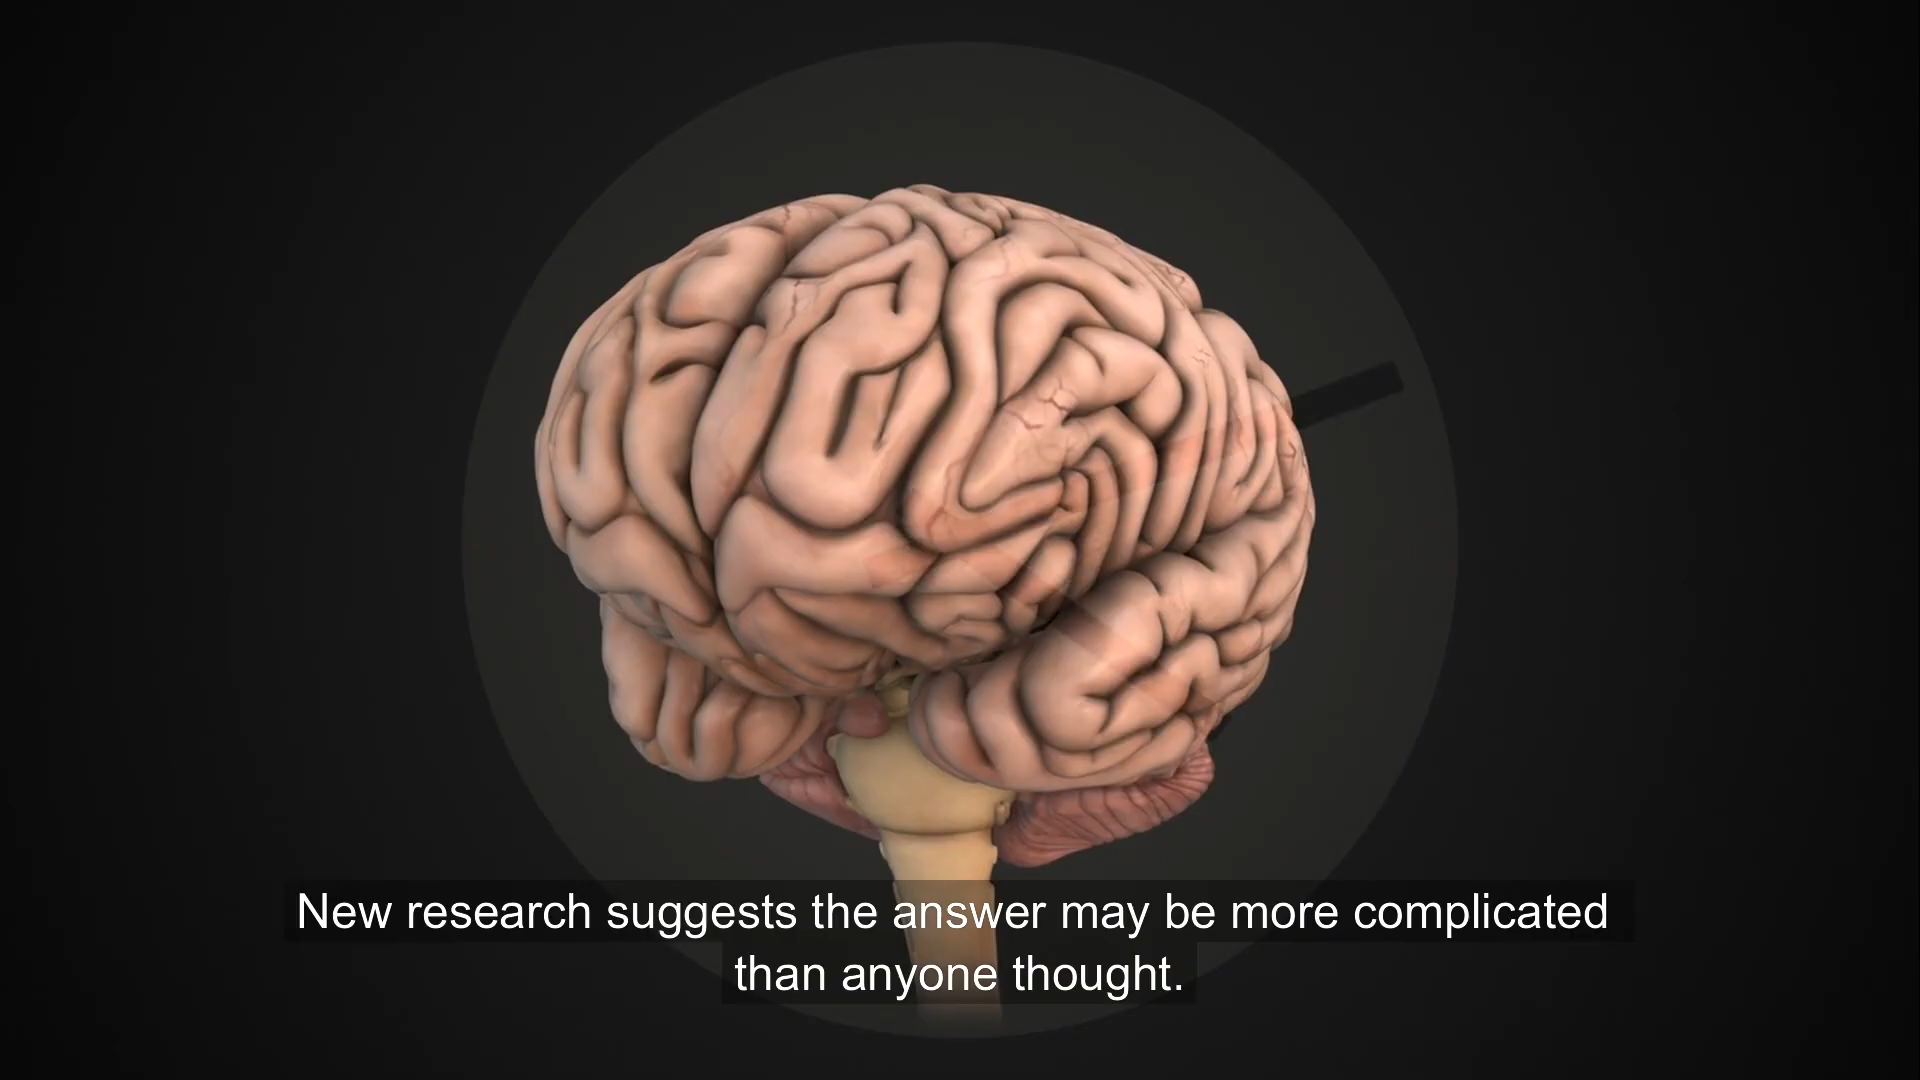 New research suggests the answer may be more complicated
than anyone thought.